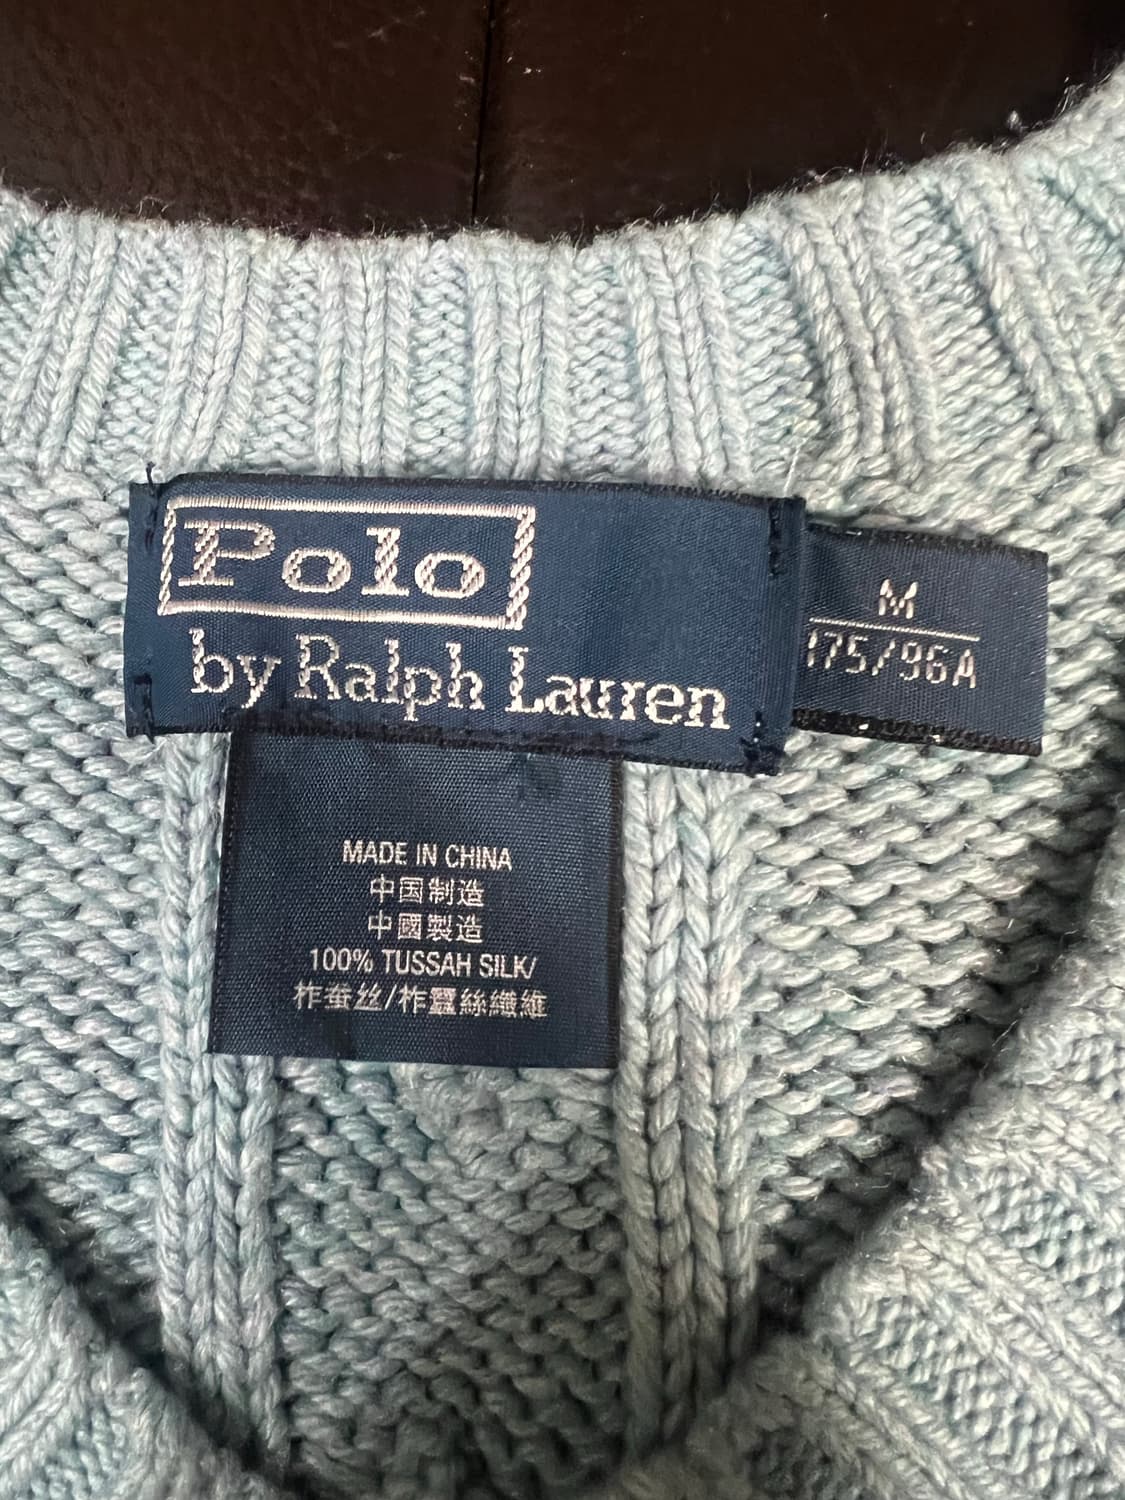 Polo
by Ralph Lauren
M
175/96A
MADE IN CHINA
中国制造
中國製造
100% TUSSAH SILK/
柞蚕丝/柞蠶絲纖維